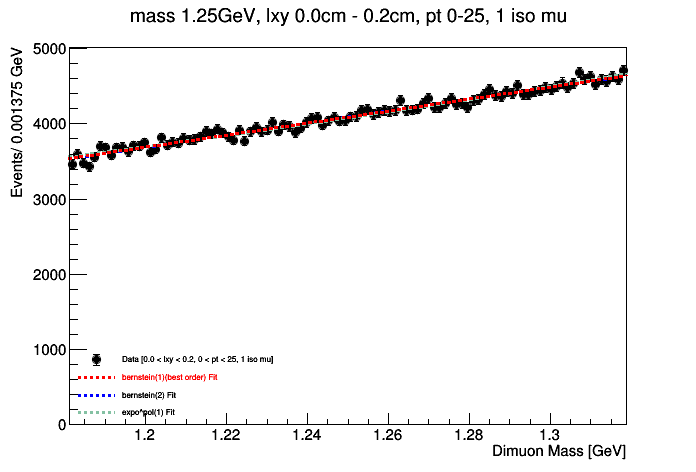 mass 1.25GeV, lxy 0.0cm - 0.2cm, pt 0-25, 1 iso mu
Events/ 0.001375 GeV
5000
4000
3000
2000
1000
0
Data [0.0 < lxy < 0.2, 0 < pt < 25, 1 iso mu]
bernstein(1)(best order) Fit
bernstein(2) Fit
expo*pol(1) Fit
1.2 1.22 1.24 1.26 1.28 1.3
Dimuon Mass [GeV]